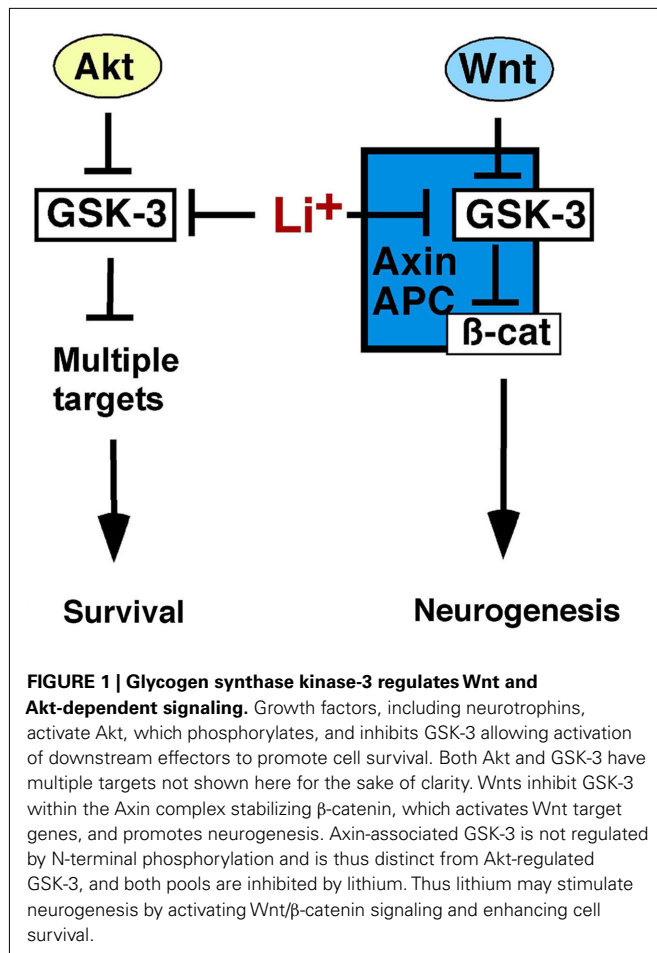 Akt
Wnt
GSK-3
Li+
GSK-3
Axin
APC
ß-cat
Multiple
targets
Survival
Neurogenesis
FIGURE 1 | Glycogen synthase kinase-3 regulates Wnt and
Akt-dependent signaling. Growth factors, including neurotrophins,
activate Akt, which phosphorylates, and inhibits GSK-3 allowing activation
of downstream effectors to promote cell survival. Both Akt and GSK-3 have
multiple targets not shown here for the sake of clarity. Wnts inhibit GSK-3
within the Axin complex stabilizing β-catenin, which activates Wnt target
genes, and promotes neurogenesis. Axin-associated GSK-3 is not regulated
by N-terminal phosphorylation and is thus distinct from Akt-regulated
GSK-3, and both pools are inhibited by lithium. Thus lithium may stimulate
neurogenesis by activating Wnt/β-catenin signaling and enhancing cell
survival.